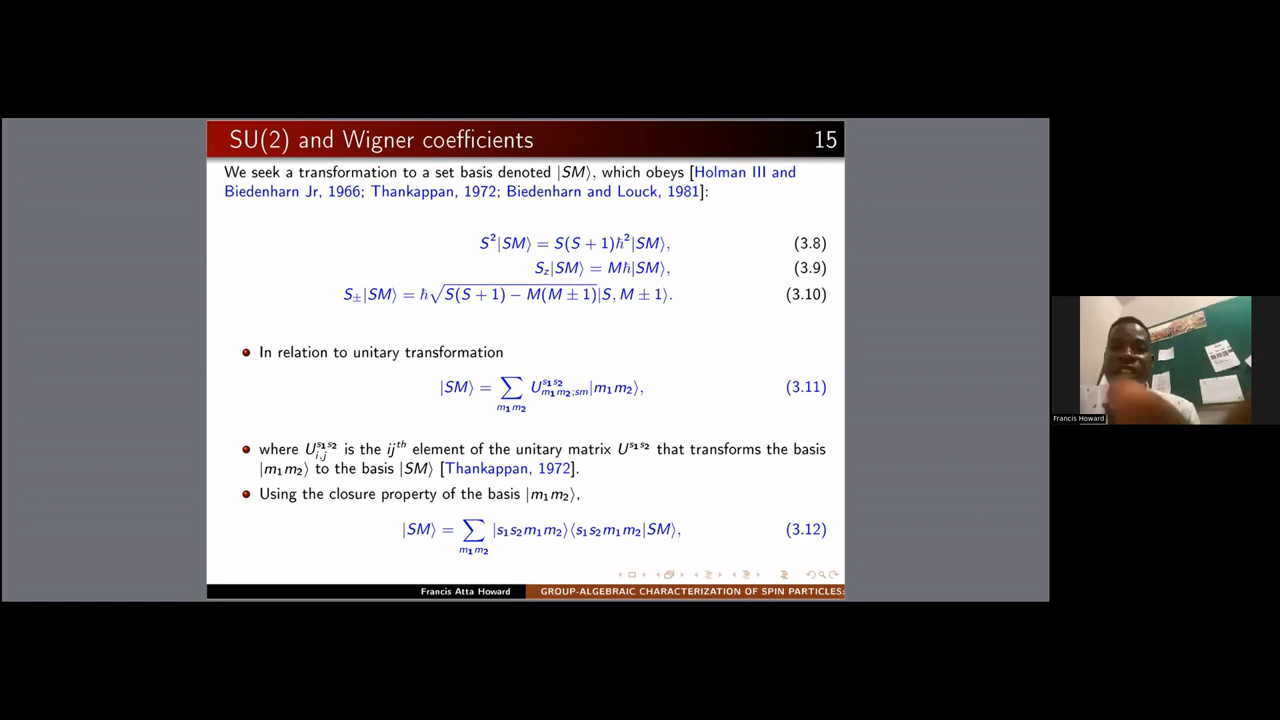 SU(2) and Wigner coefficients 15
We seek a transformation to a set basis denoted |SM⟩, which obeys [Holman III and
Biedenharn Jr, 1966; Thankappan, 1972; Biedenharn and Louck, 1981]:
S²|SM⟩ = S(S + 1)ℏ²|SM⟩, (3.8)
S_z|SM⟩ = Mℏ|SM⟩, (3.9)
S_±|SM⟩ = ℏ√(S(S + 1) − M(M ± 1))|S, M ± 1⟩. (3.10)
In relation to unitary transformation
|SM⟩ = ∑_{m₁m₂} U^{s₁s₂}_{m₁m₂;sm}|m₁m₂⟩, (3.11)
where U^{s₁s₂}_{i,j} is the ij^{th} element of the unitary matrix U^{s₁s₂} that transforms the basis
|m₁m₂⟩ to the basis |SM⟩ [Thankappan, 1972].
Using the closure property of the basis |m₁m₂⟩,
|SM⟩ = ∑_{m₁m₂} |s₁s₂m₁m₂⟩⟨s₁s₂m₁m₂|SM⟩, (3.12)
Francis Atta Howard GROUP-ALGEBRAIC CHARACTERIZATION OF SPIN PARTICLES:
Francis Howard